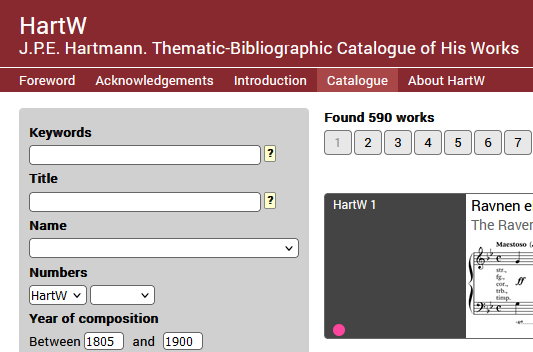 HartW
J.P.E. Hartmann. Thematic-Bibliographic Catalogue of His Works
Foreword Acknowledgements Introduction Catalogue About HartW
Keywords
?
Title
?
Name
Numbers
HartW
Year of composition
Between 1805 and 1900
Found 590 works
1 2 3 4 5 6 7
HartW 1
Ravnen e
The Raven
Maestoso
str.,
fg.,
cor.,
trb.,
timp.
ff